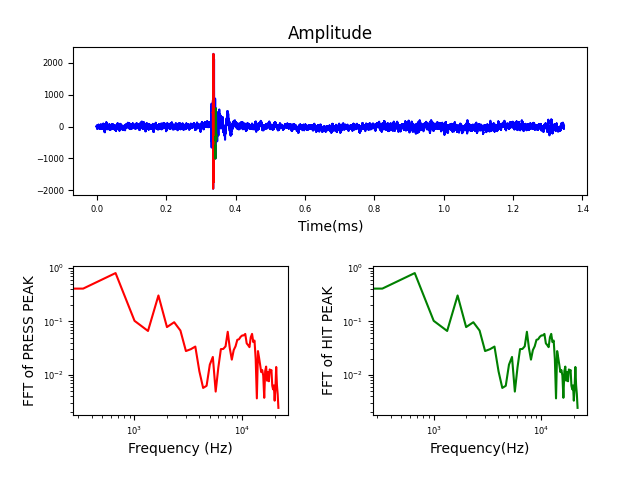 Amplitude
2000
1000
0
−1000
−2000
0.0 0.2 0.4 0.6 0.8 1.0 1.2 1.4
Time(ms)
FFT of PRESS PEAK
10⁰
10⁻¹
10⁻²
10³ 10⁴
Frequency (Hz)
FFT of HIT PEAK
10⁰
10⁻¹
10⁻²
10³ 10⁴
Frequency(Hz)